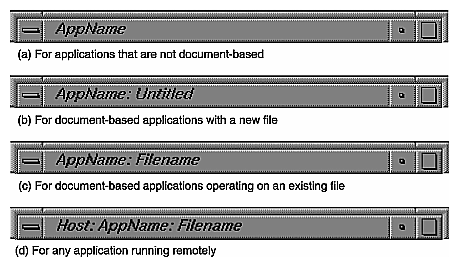 AppName
(a) For applications that are not document-based
AppName: Untitled
(b) For document-based applications with a new file
AppName: Filename
(c) For document-based applications operating on an existing file
Host: AppName: Filename
(d) For any application running remotely